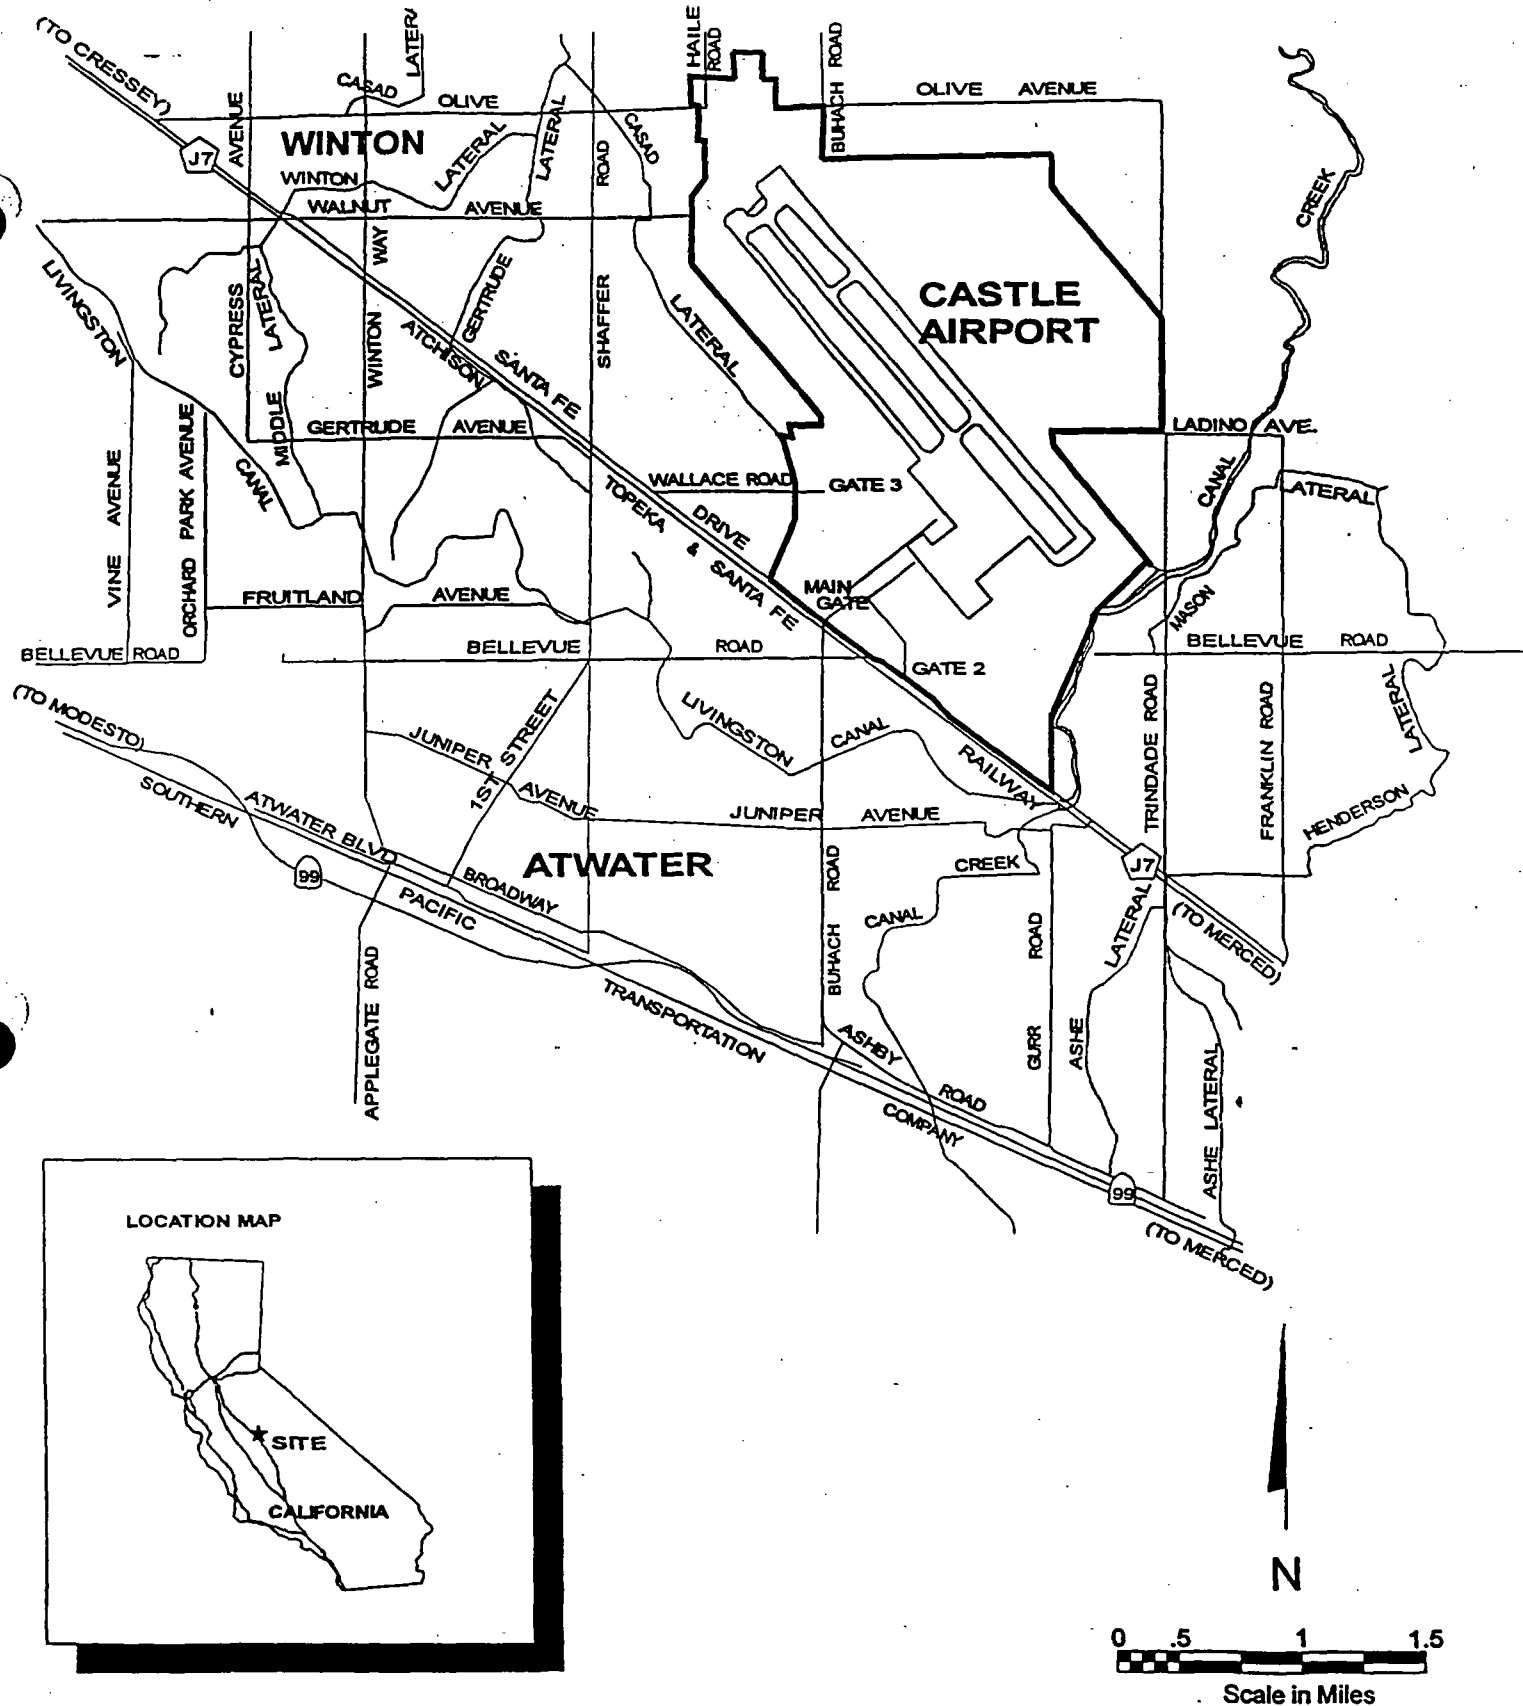 (TO CRESSEY)
J7
AVENUE
CASAD
LATERA
OLIVE
HAILE
ROAD
BUHACH ROAD
OLIVE AVENUE
WINTON
LATERAL
LATERAL
CASAD
ROAD
WINTON
WALNUT AVENUE
WAY
CREEK
LIVINGSTON
CYPRESS
LATERAL
MIDDLE
WINTON
GERTRUDE
SHAFFER
LATERAL
CASTLE
AIRPORT
ATCHISON
SANTA FE
GERTRUDE AVENUE
LADINO AVE.
VINE AVENUE
ORCHARD PARK AVENUE
CANAL
WALLACE ROAD
GATE 3
TOPEKA & SANTA FE
DRIVE
CANAL
LATERAL
MAIN
GATE
FRUITLAND AVENUE
MASON
BELLEVUE ROAD
BELLEVUE ROAD
BELLEVUE ROAD
GATE 2
(TO MODESTO)
JUNIPER
AVENUE
1ST STREET
LIVINGSTON
CANAL
RAILWAY
TRINDADE ROAD
FRANKLIN ROAD
LATERAL
HENDERSON
SOUTHERN
ATWATER BLVD
JUNIPER AVENUE
ATWATER
99
BROADWAY
PACIFIC
CREEK
CANAL
J7
(TO MERCED)
BUHACH ROAD
GURR ROAD
LATERAL
ASHE
APPLEGATE ROAD
TRANSPORTATION
ASHBY
ROAD
COMPANY
ASHE LATERAL
99
(TO MERCED)
LOCATION MAP
SITE
CALIFORNIA
N
0 .5 1 1.5
Scale in Miles